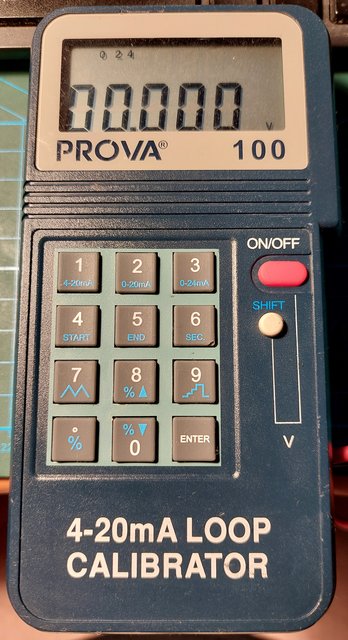 0 24
00.000 V
PROVA® 100
ON/OFF
1 2 3
4-20mA 0-20mA 0-24mA
SHIFT
4 5 6
START END SEC.
7 8 9
%▲
. %▼ ENTER
% 0
V
4-20mA LOOP
CALIBRATOR